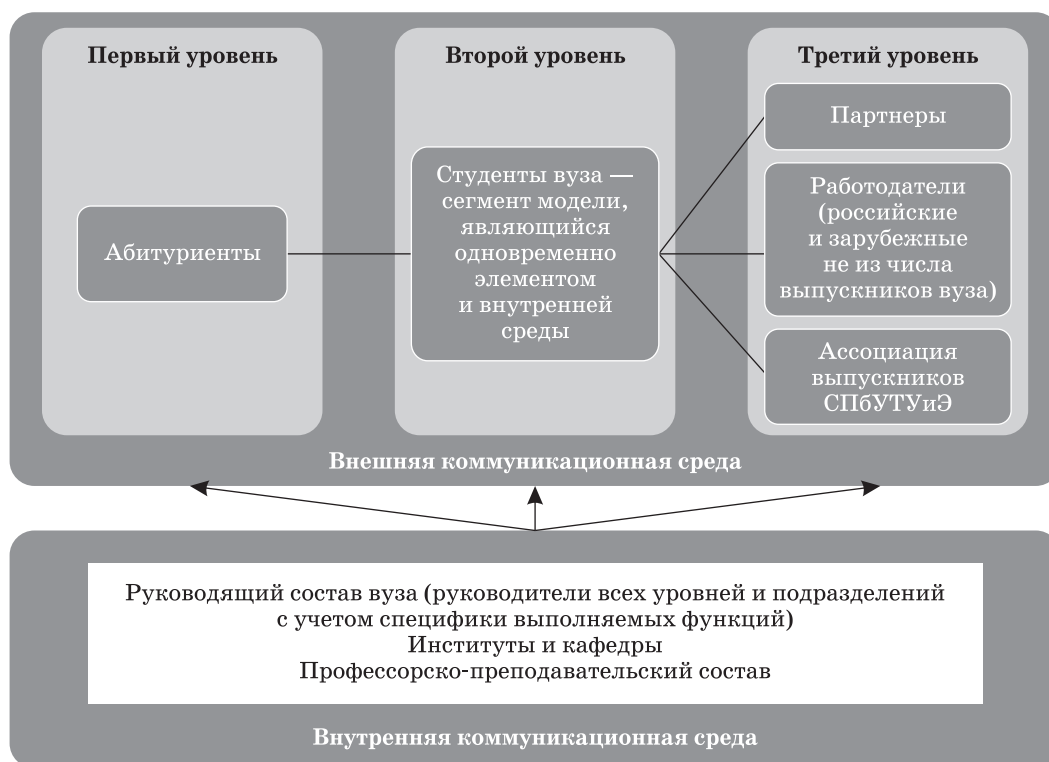 Первый уровень
Абитуриенты
Второй уровень
Студенты вуза —
сегмент модели,
являющийся
одновременно
элементом
и внутренней
среды
Третий уровень
Партнеры
Работодатели
(российские
и зарубежные
не из числа
выпускников вуза)
Ассоциация
выпускников
СПбУТУиЭ
Внешняя коммуникационная среда
Руководящий состав вуза (руководители всех уровней и подразделений
с учетом специфики выполняемых функций)
Институты и кафедры
Профессорско-преподавательский состав
Внутренняя коммуникационная среда